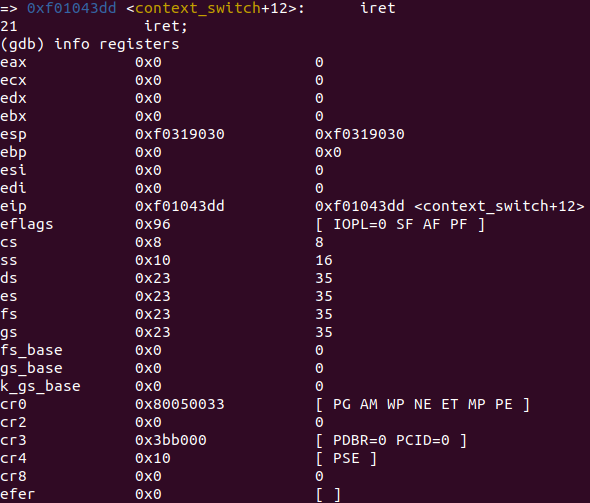 => 0xf01043dd <context_switch+12>:      iret
21              iret;
(gdb) info registers
eax            0x0                 0
ecx            0x0                 0
edx            0x0                 0
ebx            0x0                 0
esp            0xf0319030          0xf0319030
ebp            0x0                 0x0
esi            0x0                 0
edi            0x0                 0
eip            0xf01043dd          0xf01043dd <context_switch+12>
eflags         0x96                [ IOPL=0 SF AF PF ]
cs             0x8                 8
ss             0x10                16
ds             0x23                35
es             0x23                35
fs             0x23                35
gs             0x23                35
fs_base        0x0                 0
gs_base        0x0                 0
k_gs_base      0x0                 0
cr0            0x80050033          [ PG AM WP NE ET MP PE ]
cr2            0x0                 0
cr3            0x3bb000            [ PDBR=0 PCID=0 ]
cr4            0x10                [ PSE ]
cr8            0x0                 0
efer           0x0                 [ ]